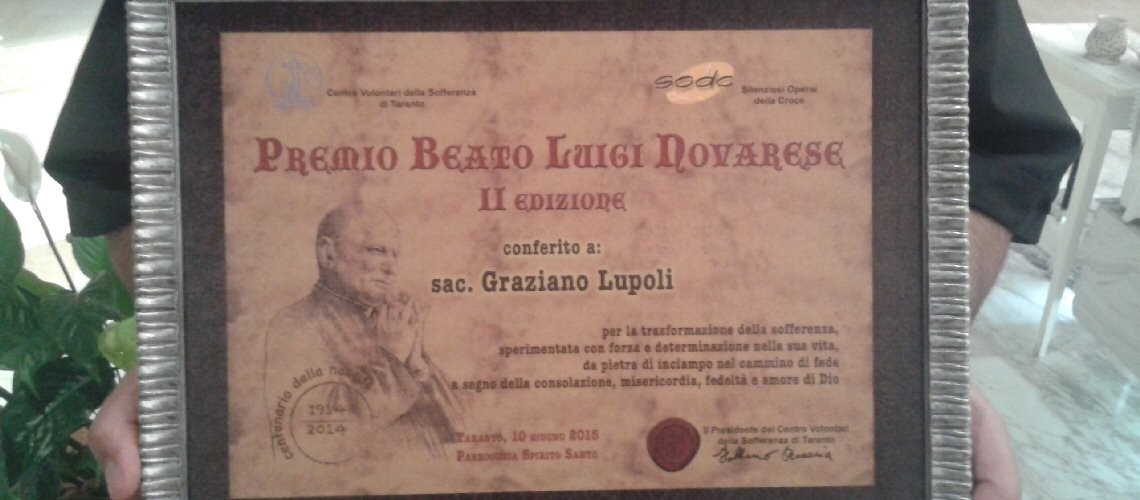 Centro Volontari della Sofferenza
di Taranto
sodc
Silenziosi Operai
della Croce
Premio Beato Luigi Novarese
II edizione
conferito a:
sac. Graziano Lupoli
per la trasformazione della sofferenza,
sperimentata con forza e determinazione nella sua vita,
da pietra di inciampo nel cammino di fede
a segno della consolazione, misericordia, fedeltà e amore di Dio
centenario della
1914
2014
Taranto, 10 giugno 2015
Parrocchia Spirito Santo
Il Presidente del Centro Volontari
della Sofferenza di Taranto